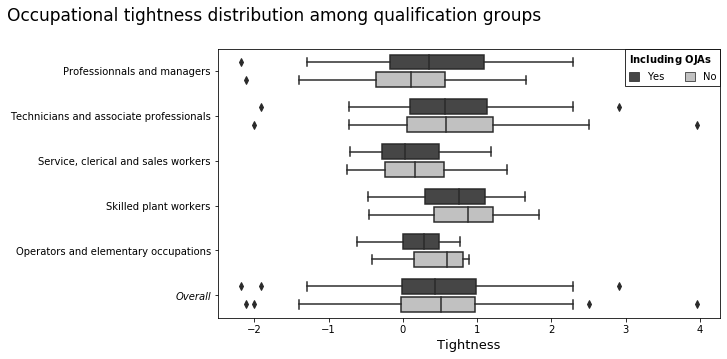 Occupational tightness distribution among qualification groups
Including OJAs
Yes No
Professionnals and managers
Technicians and associate professionals
Service, clerical and sales workers
Skilled plant workers
Operators and elementary occupations
Overall
−2 −1 0 1 2 3 4
Tightness